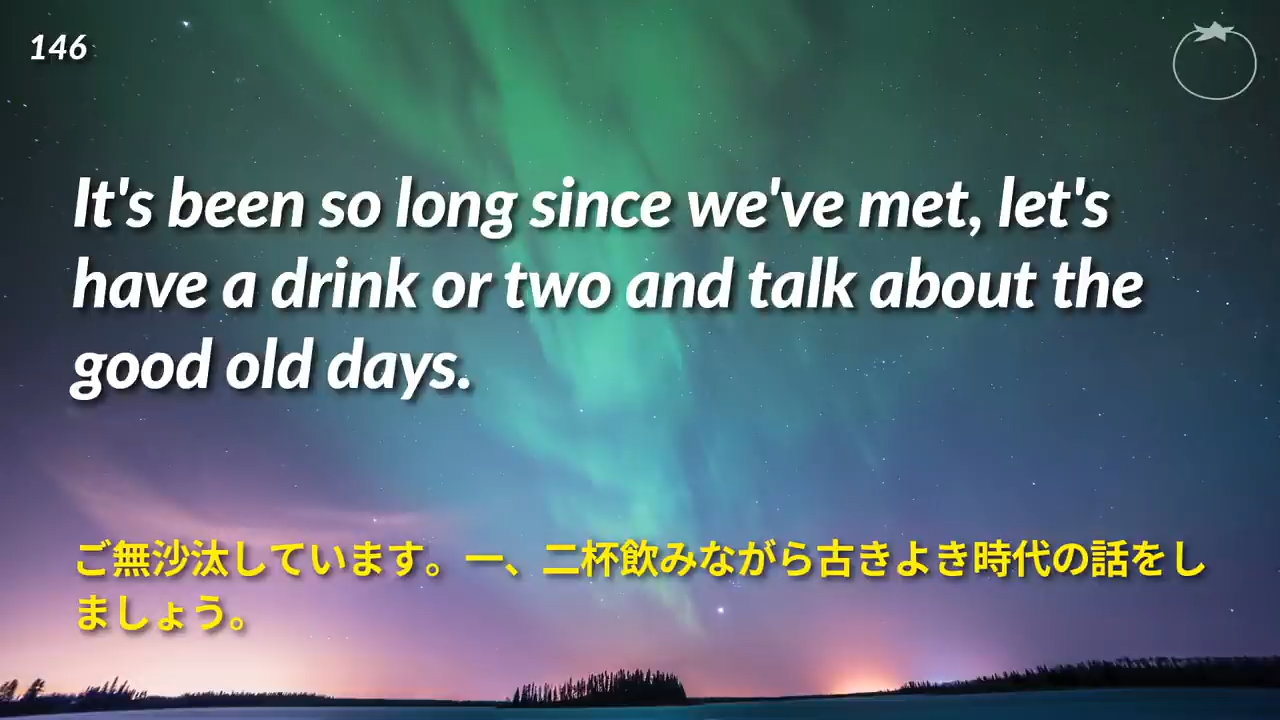 146
It's been so long since we've met, let's
have a drink or two and talk about the
good old days.
ご無沙汰しています。一、二杯飲みながら古きよき時代の話をし
ましょう。